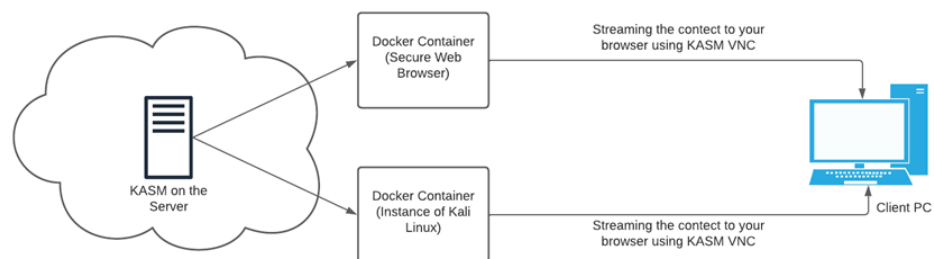 Docker Container
(Secure Web
Browser)
Streaming the contect to your
browser using KASM VNC
KASM on the
Server
Docker Container
(Instance of Kali
Linux)
Streaming the contect to your
browser using KASM VNC
Client PC